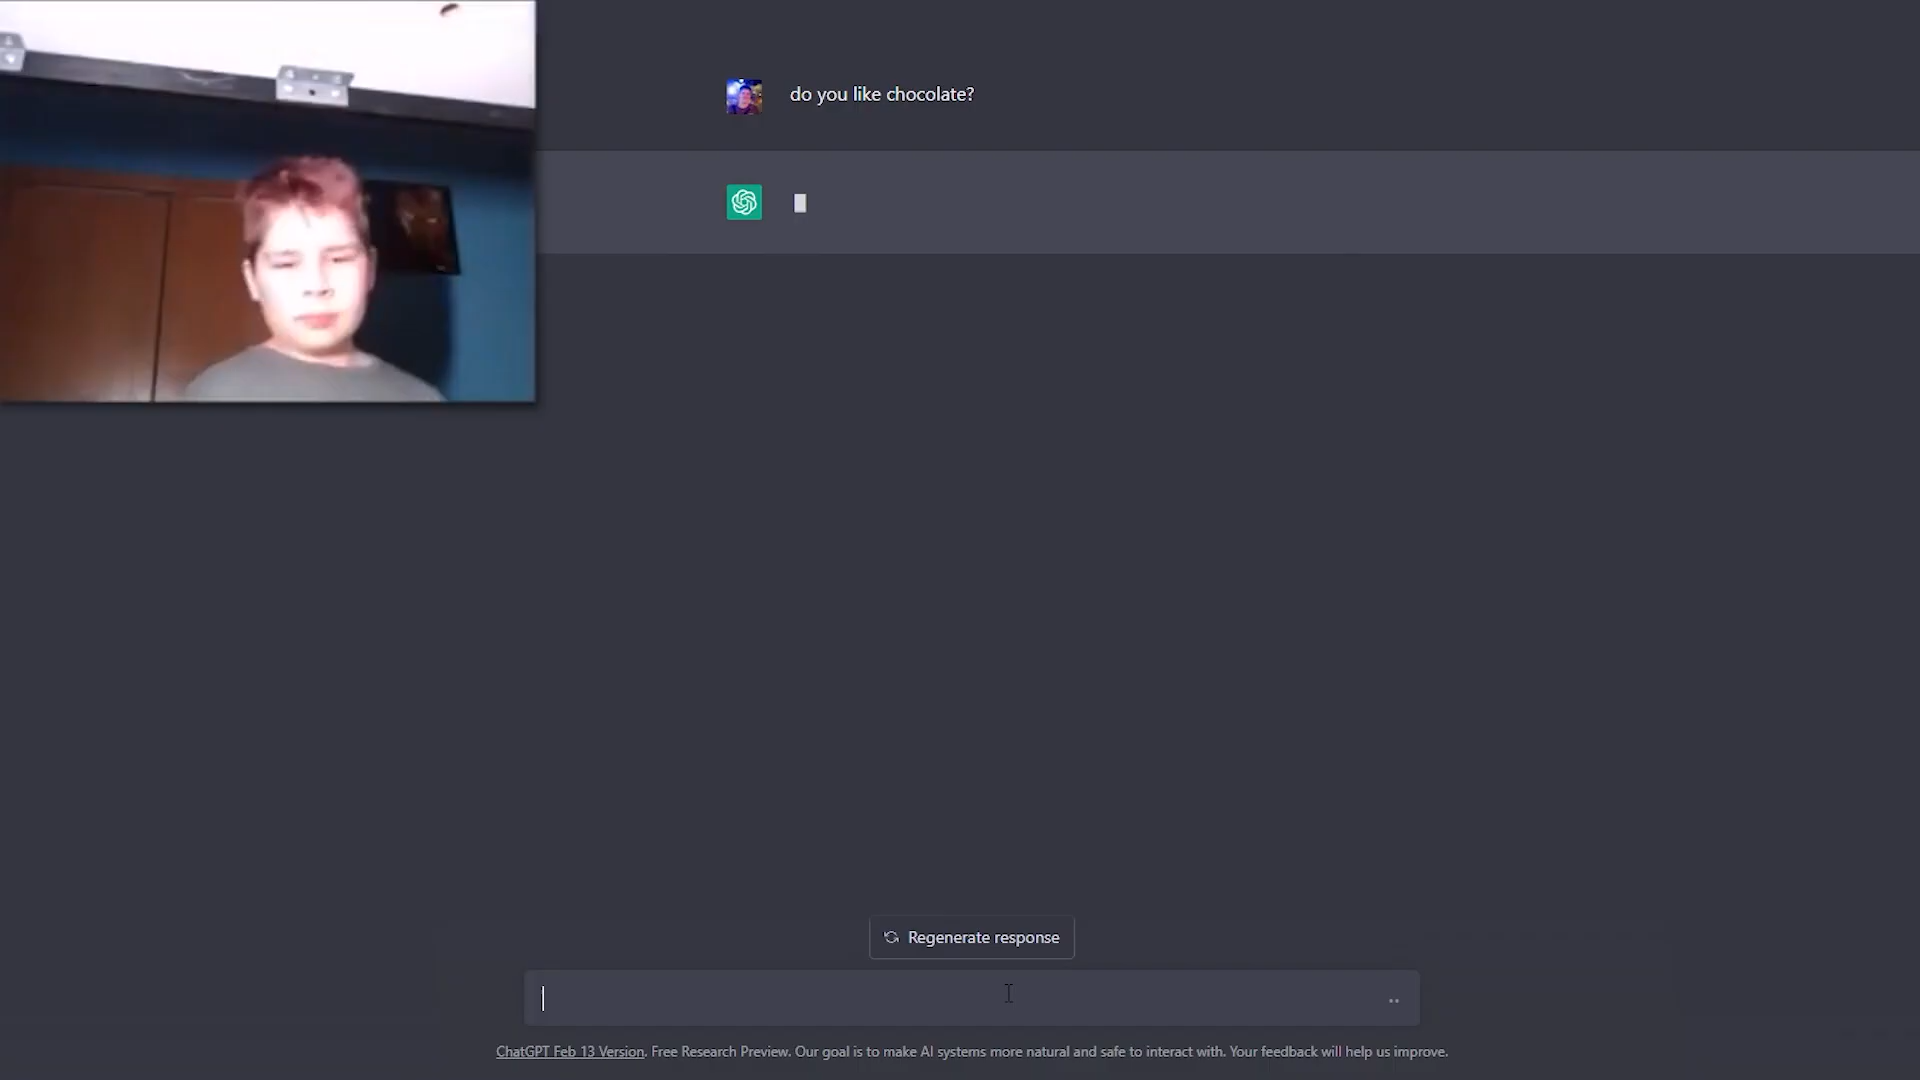 do you like chocolate?
Regenerate response
ChatGPT Feb 13 Version. Free Research Preview. Our goal is to make AI systems more natural and safe to interact with. Your feedback will help us improve.